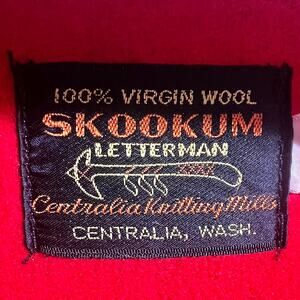 100% VIRGIN WOOL
SKOOKUM
LETTERMAN
Centralia Knitting Mills
CENTRALIA, WASH.